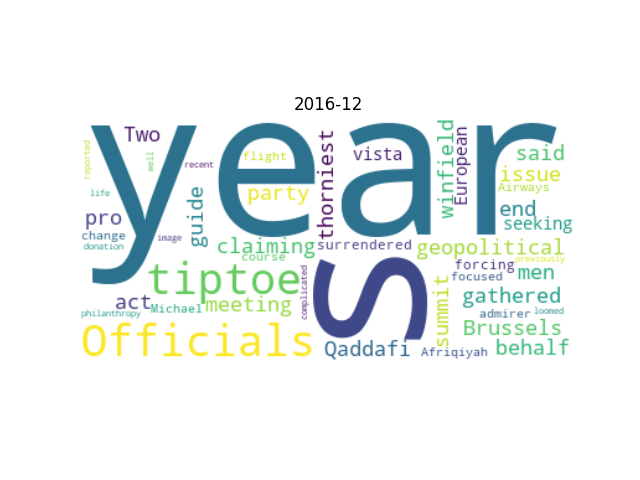 2016-12
year
Two
flight
vista
said
reported
well
recent
thorniest
winfield
European
issue
life
party
Airways
pro
guide
end
seeking
change
image
claiming
surrendered
geopolitical
donation
course
previously
tiptoe
s
forcing
men
complicated
focused
act
Michael
meeting
summit
gathered
philanthropy
admirer
loomed
Officials
Brussels
Qaddafi
Afriqiyah
behalf